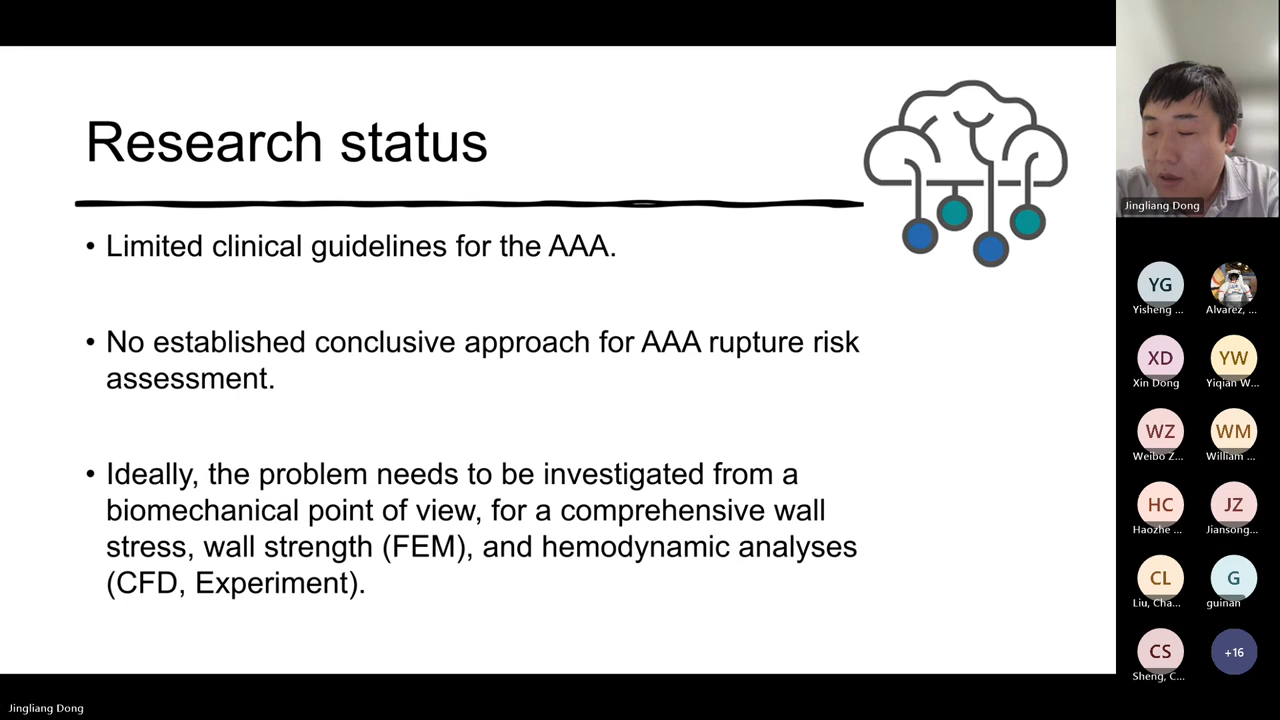 Research status
• Limited clinical guidelines for the AAA.
• No established conclusive approach for AAA rupture risk
assessment.
• Ideally, the problem needs to be investigated from a
biomechanical point of view, for a comprehensive wall
stress, wall strength (FEM), and hemodynamic analyses
(CFD, Experiment).
Jingliang Dong
YG
Yisheng ...
Alvarez, ...
XD
Xin Dong
YW
Yiqian W...
WZ
Weibo Z...
WM
William ...
HC
Haozhe ...
JZ
Jiansong...
CL
Liu, Cha...
G
guinan
CS
Sheng, C...
+16
Jingliang Dong